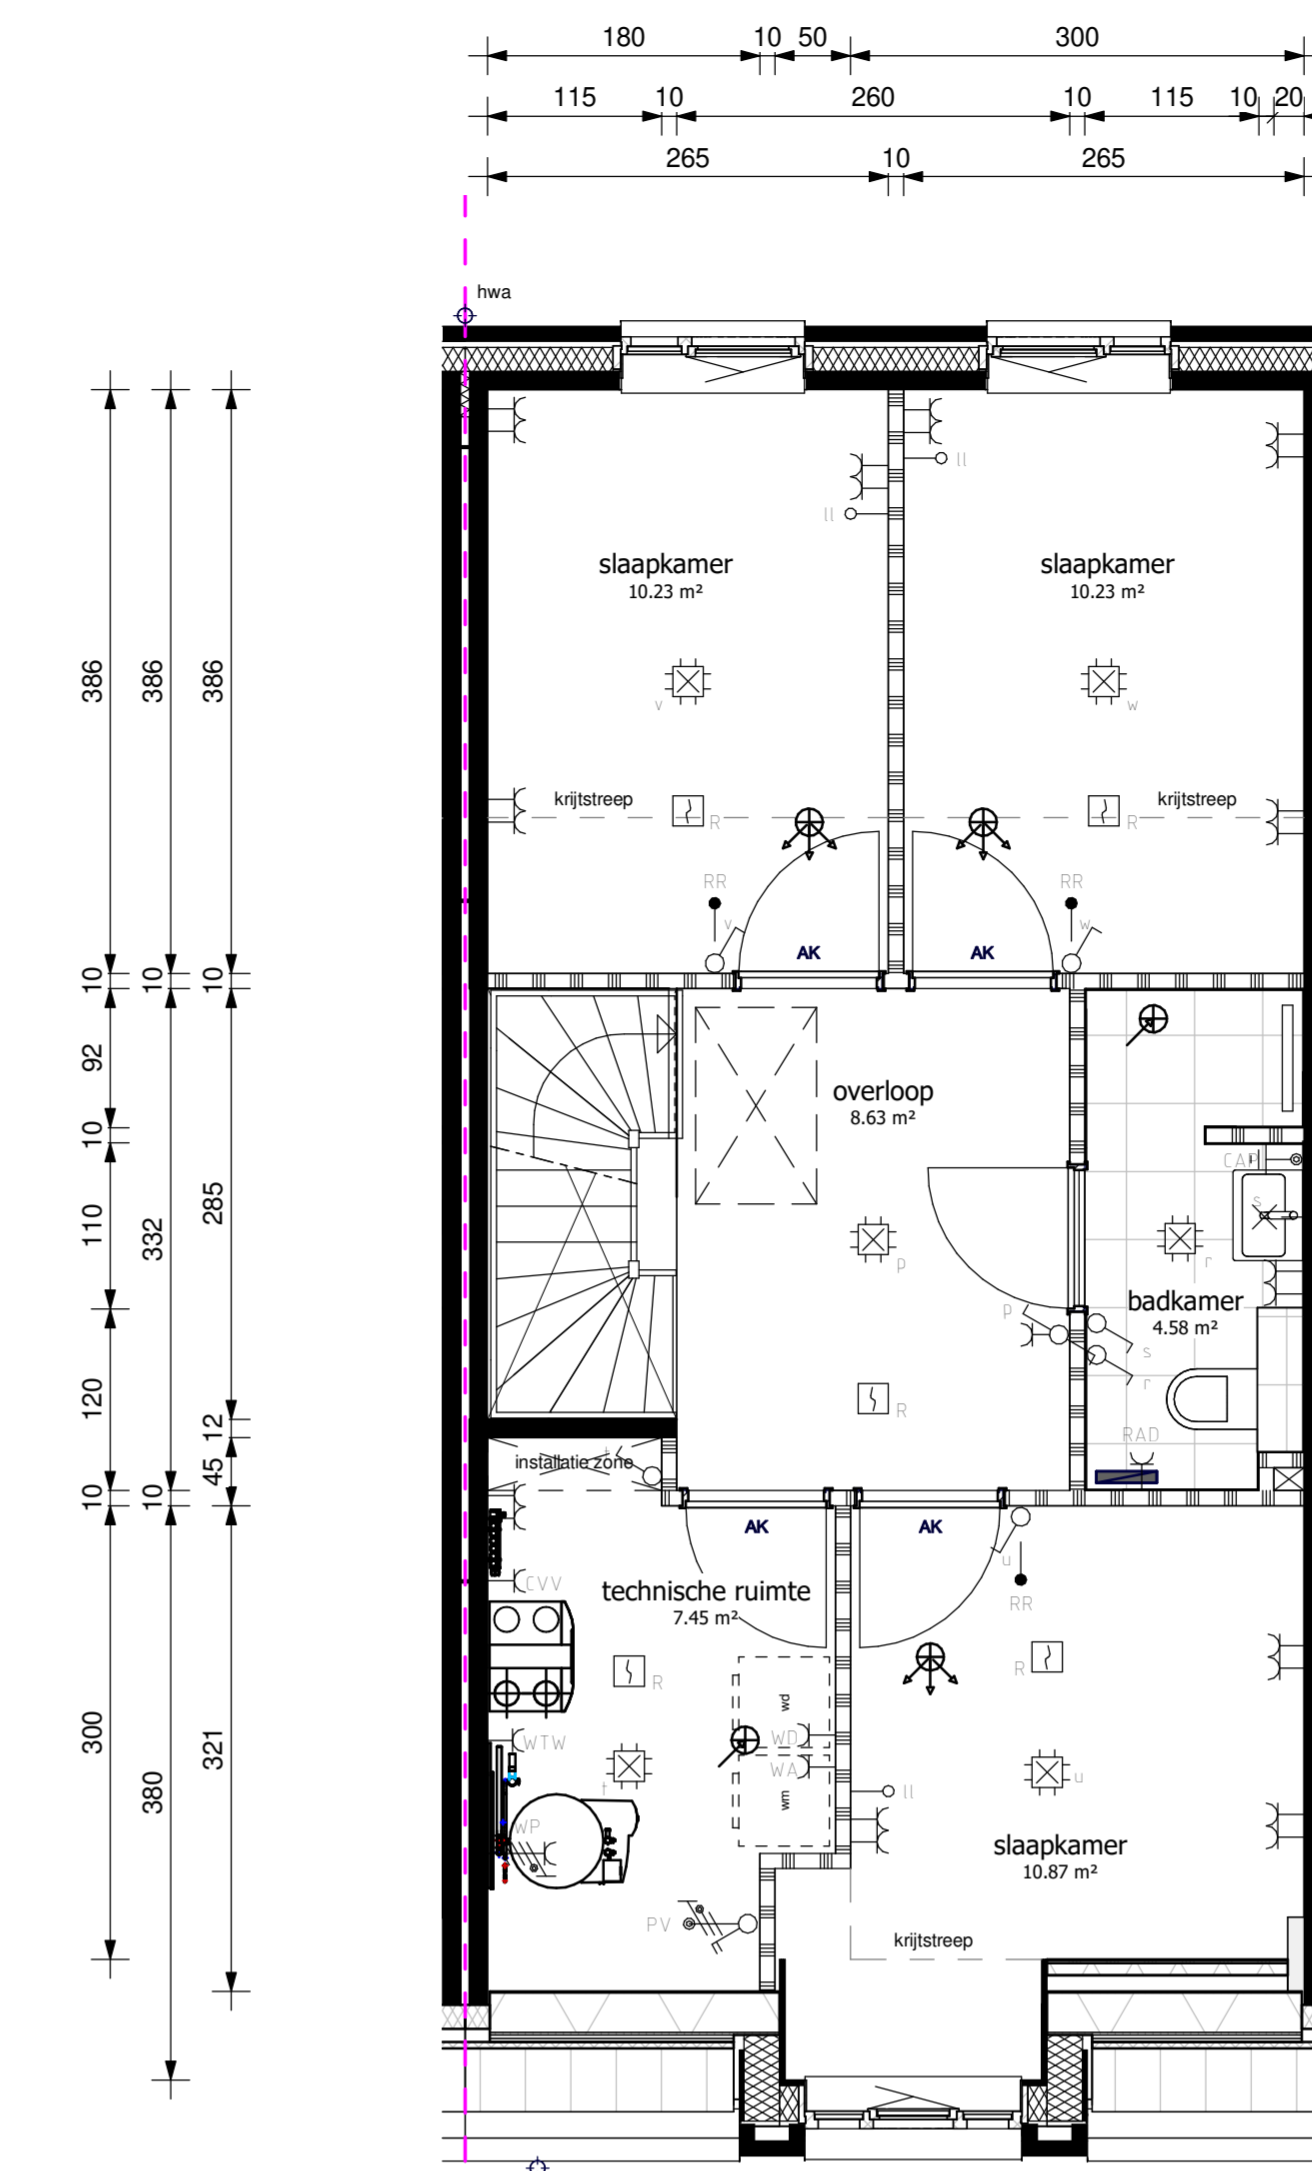 180 10 50 300
115 10 260 10 115 10 20
265 10 265
hwa
ll
ll
slaapkamer
10.23 m²
slaapkamer
10.23 m²
v
w
386
386
386
krijtstreep
krijtstreep
R
R
RR
RR
v
w
AK
AK
10
10
10
92
10
110
120
10
332
10
285
12
45
overloop
8.63 m²
CAP
s
p
r
badkamer
4.58 m²
p
s
r
R
RAD
t
installatie zone
AK
AK
u
CVV
technische ruimte
7.45 m²
RR
R
R
wd
WD
WTW
WA
wm
t
u
ll
WP
slaapkamer
10.87 m²
PV
krijtstreep
300
380
321